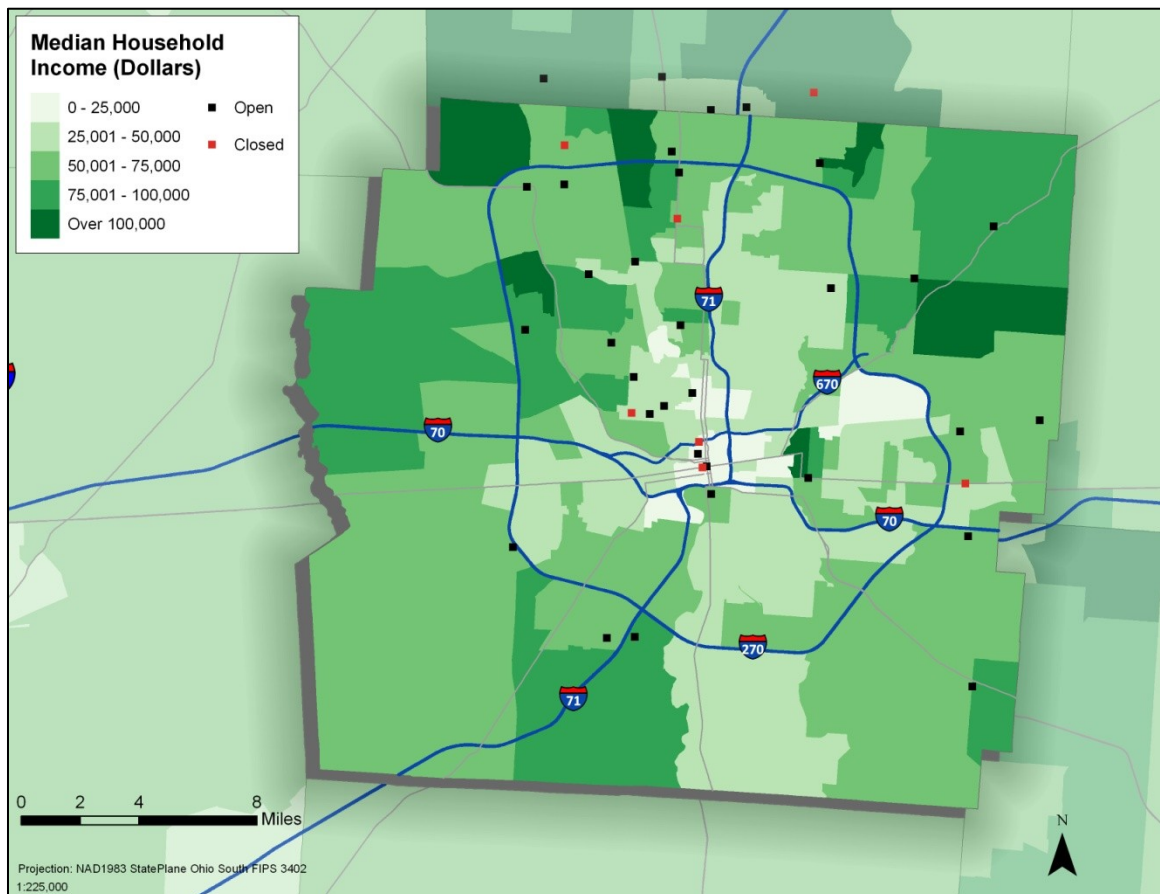 Median Household
Income (Dollars)
0 - 25,000
25,001 - 50,000
50,001 - 75,000
75,001 - 100,000
Over 100,000
Open
Closed
71
670
70
70
270
71
0 2 4 8
Miles
N
Projection: NAD1983 StatePlane Ohio South FIPS 3402
1:225,000